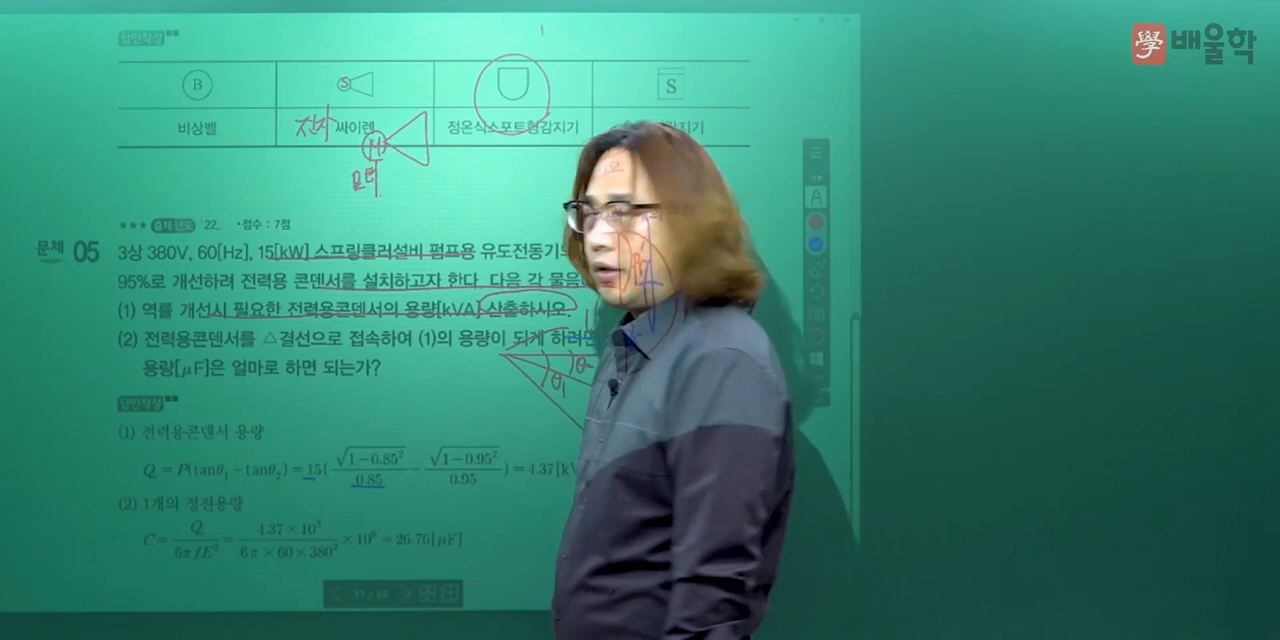 學 배울학
답안작성
B S S
비상벨 싸이렌 정온식스포트형감지기
전자
M
모터
★★★ 출제년도 22. •점수 : 7점
문제 05 3상 380V, 60[Hz], 15[kW] 스프링클러설비 펌프용 유도전동기
95%로 개선하려 전력용 콘덴서를 설치하고자 한다. 다음 각 물음
(1) 역률 개선시 필요한 전력용콘덴서의 용량[kVA] 산출하시오.
(2) 전력용콘덴서를 △결선으로 접속하여 (1)의 용량이 되게 하려면
용량[μF]은 얼마로 하면 되는가?
θ₁ θ₂
답안작성
(1) 전력용콘덴서 용량
Q = P(tanθ₁ − tanθ₂) = 15(√1−0.85²/0.85 − √1−0.95²/0.95) = 4.37[kV
(2) 1개의 정전용량
C = Q/6πfE² = 4.37×10³/6π×60×380² ×10⁶ = 26.76[μF]
37 / 68